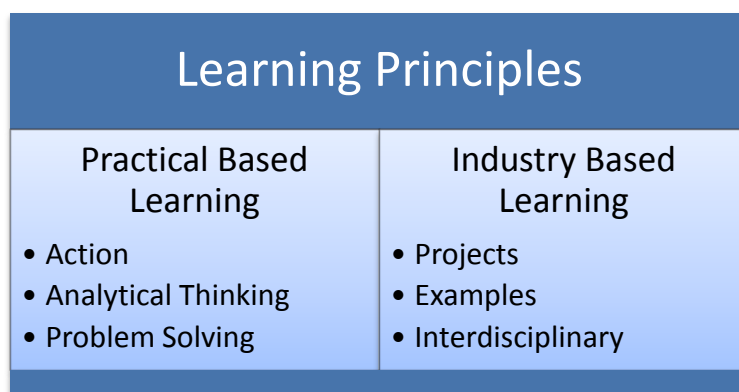 Learning Principles
Practical Based
Learning
• Action
• Analytical Thinking
• Problem Solving
Industry Based
Learning
• Projects
• Examples
• Interdisciplinary